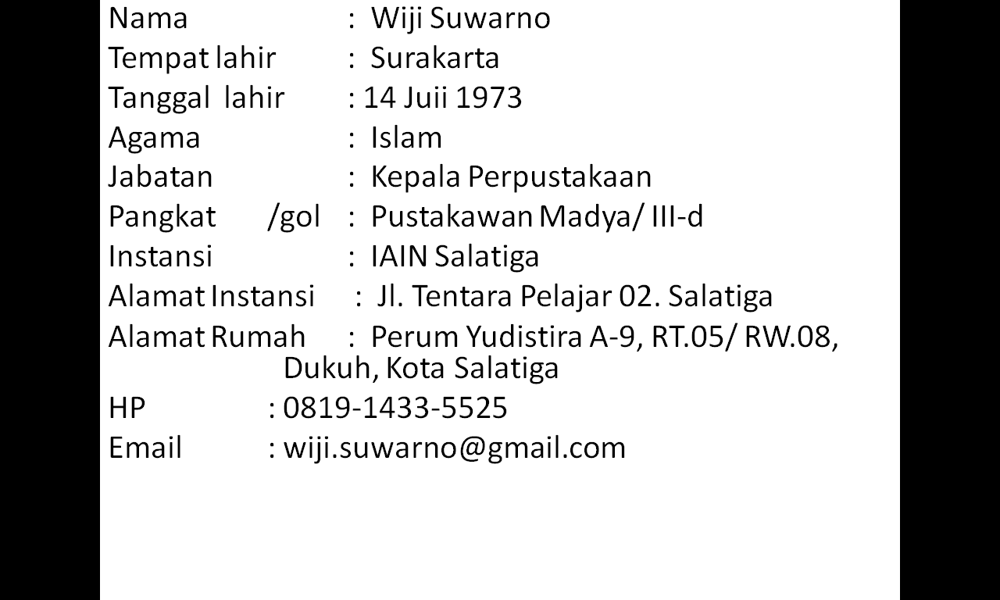 Nama : Wiji Suwarno
Tempat lahir : Surakarta
Tanggal lahir : 14 Juii 1973
Agama : Islam
Jabatan : Kepala Perpustakaan
Pangkat /gol : Pustakawan Madya/ III-d
Instansi : IAIN Salatiga
Alamat Instansi : Jl. Tentara Pelajar 02. Salatiga
Alamat Rumah : Perum Yudistira A-9, RT.05/ RW.08,
Dukuh, Kota Salatiga
HP : 0819-1433-5525
Email : wiji.suwarno@gmail.com